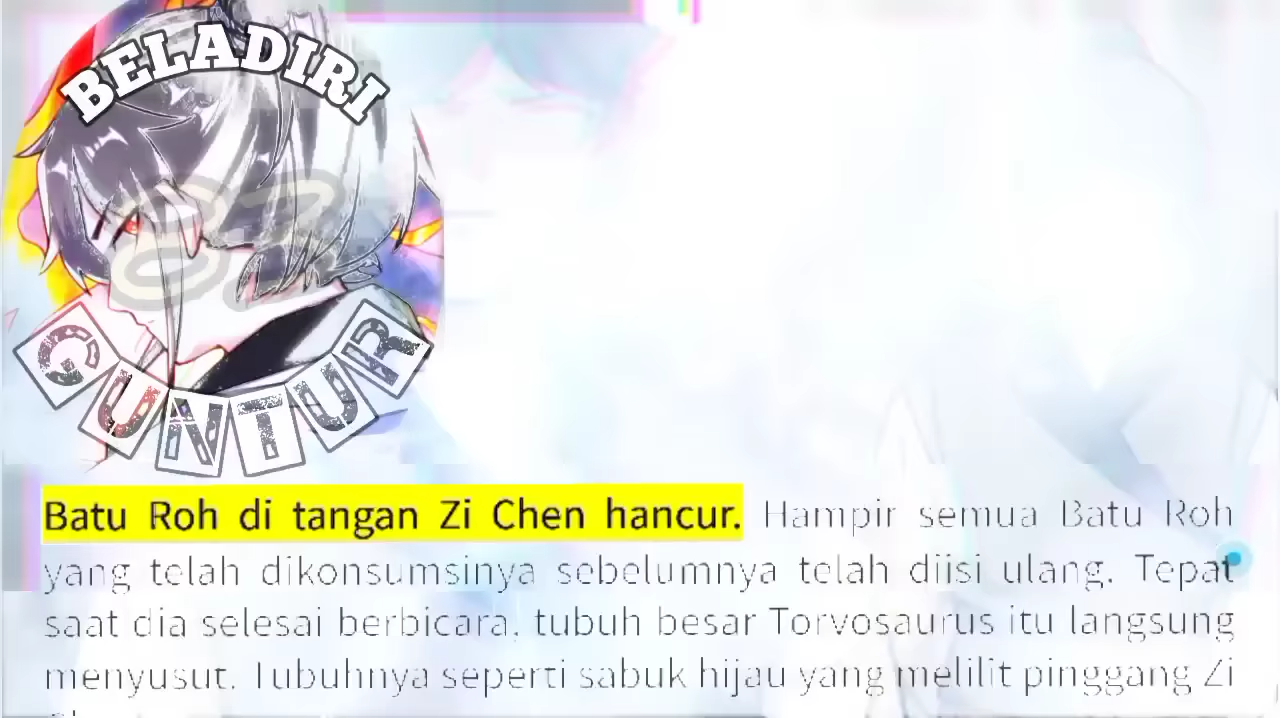 BELADIRI
GUNTUR
Batu Roh di tangan Zi Chen hancur. Hampir semua Batu Roh
yang telah dikonsumsinya sebelumnya telah diisi ulang. Tepat
saat dia selesai berbicara, tubuh besar Torvosaurus itu langsung
menyusut. Tubuhnya seperti sabuk hijau yang melilit pinggang Zi